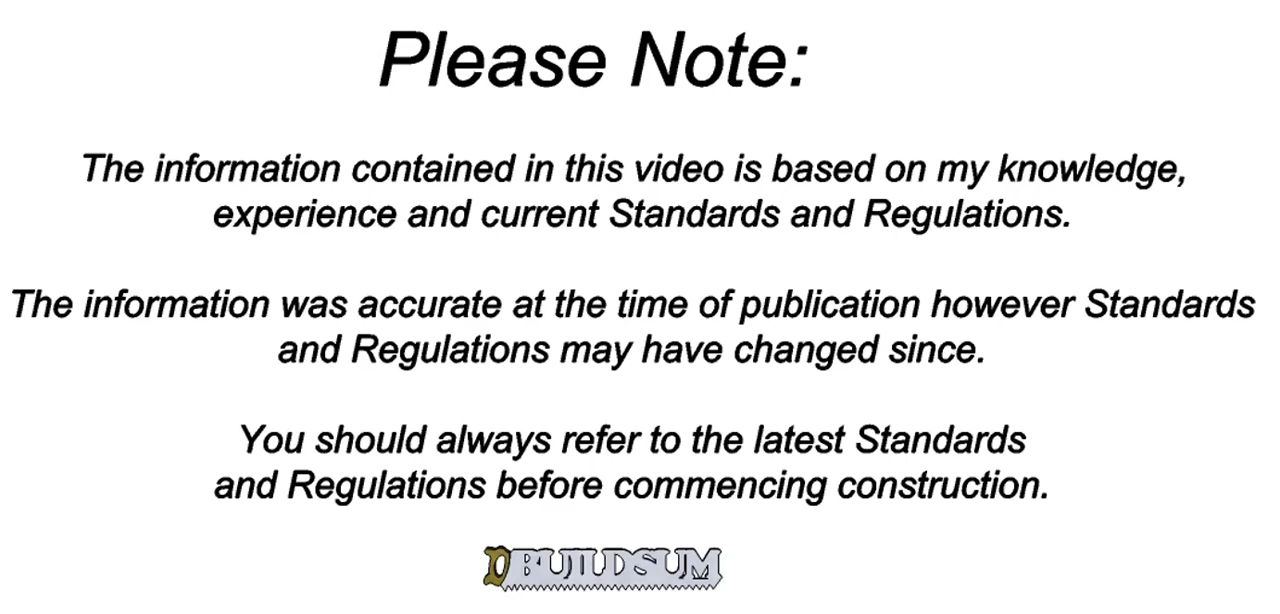 Please Note:
The information contained in this video is based on my knowledge,
experience and current Standards and Regulations.
The information was accurate at the time of publication however Standards
and Regulations may have changed since.
You should always refer to the latest Standards
and Regulations before commencing construction.
BUILDSUM